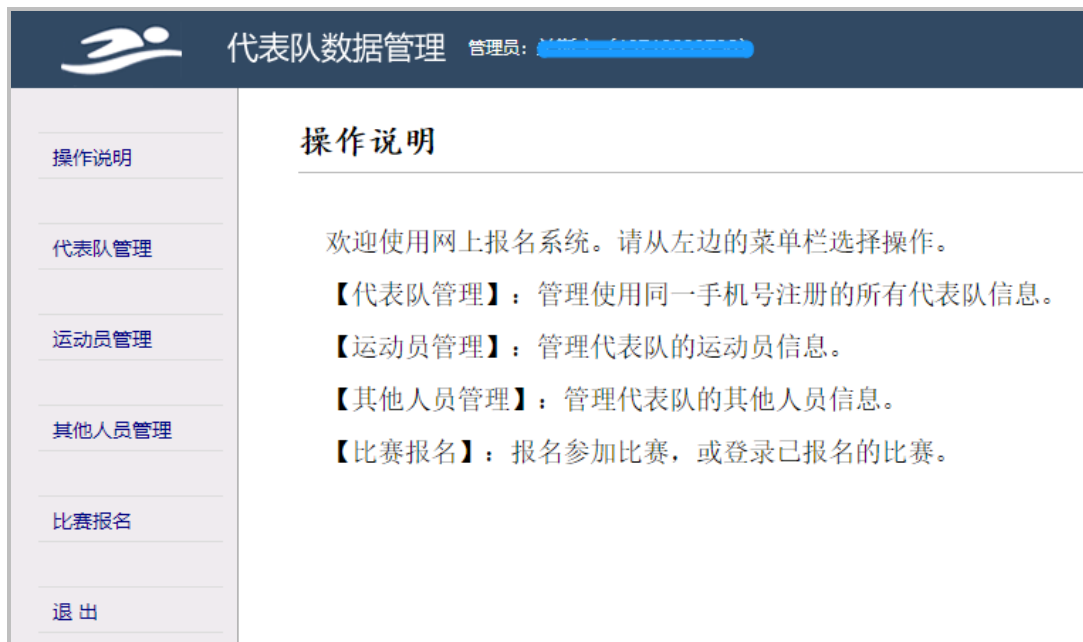 代表队数据管理 管理员:
操作说明
代表队管理
运动员管理
其他人员管理
比赛报名
退 出
操作说明
欢迎使用网上报名系统。请从左边的菜单栏选择操作。
【代表队管理】:管理使用同一手机号注册的所有代表队信息。
【运动员管理】:管理代表队的运动员信息。
【其他人员管理】:管理代表队的其他人员信息。
【比赛报名】:报名参加比赛，或登录已报名的比赛。